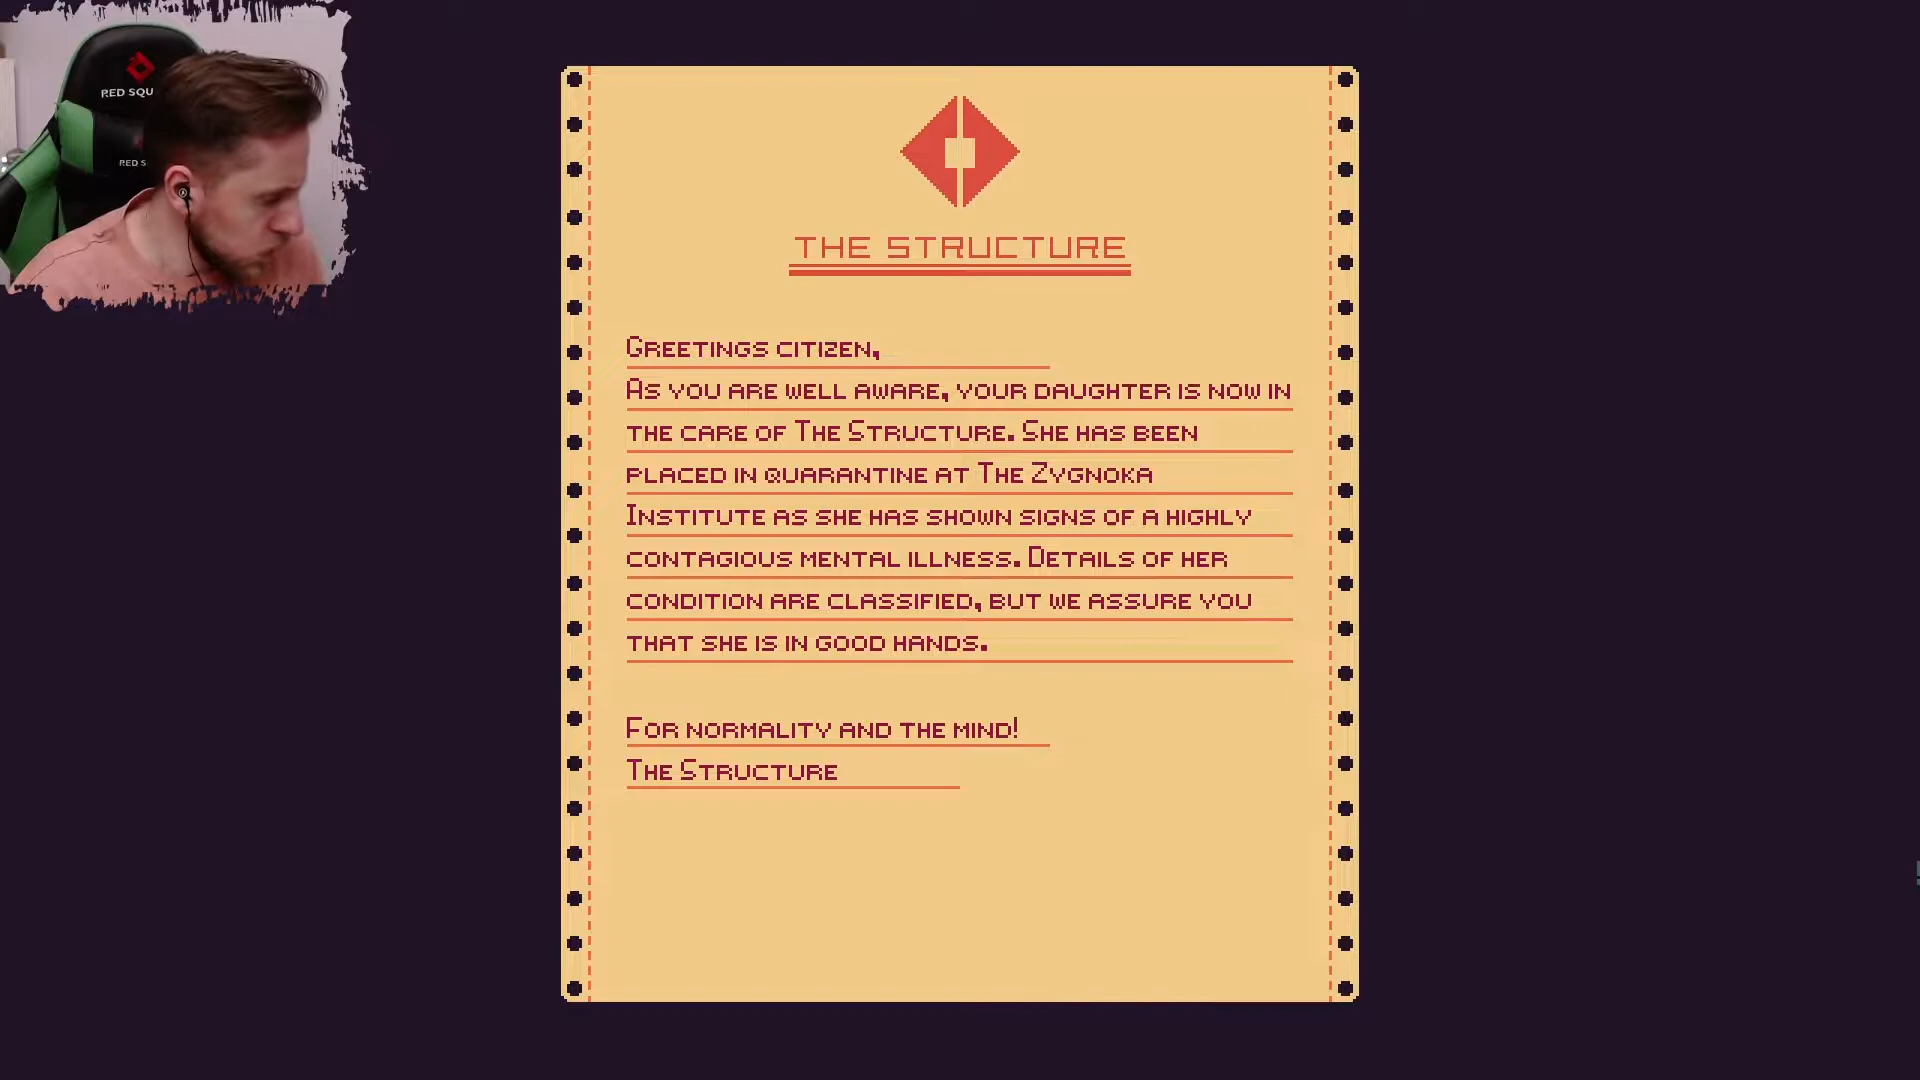 RED SQU
RED S
THE STRUCTURE
GREETINGS CITIZEN,
AS YOU ARE WELL AWARE, YOUR DAUGHTER IS NOW IN
THE CARE OF THE STRUCTURE. SHE HAS BEEN
PLACED IN QUARANTINE AT THE ZYGNOKA
INSTITUTE AS SHE HAS SHOWN SIGNS OF A HIGHLY
CONTAGIOUS MENTAL ILLNESS. DETAILS OF HER
CONDITION ARE CLASSIFIED, BUT WE ASSURE YOU
THAT SHE IS IN GOOD HANDS.
FOR NORMALITY AND THE MIND!
THE STRUCTURE